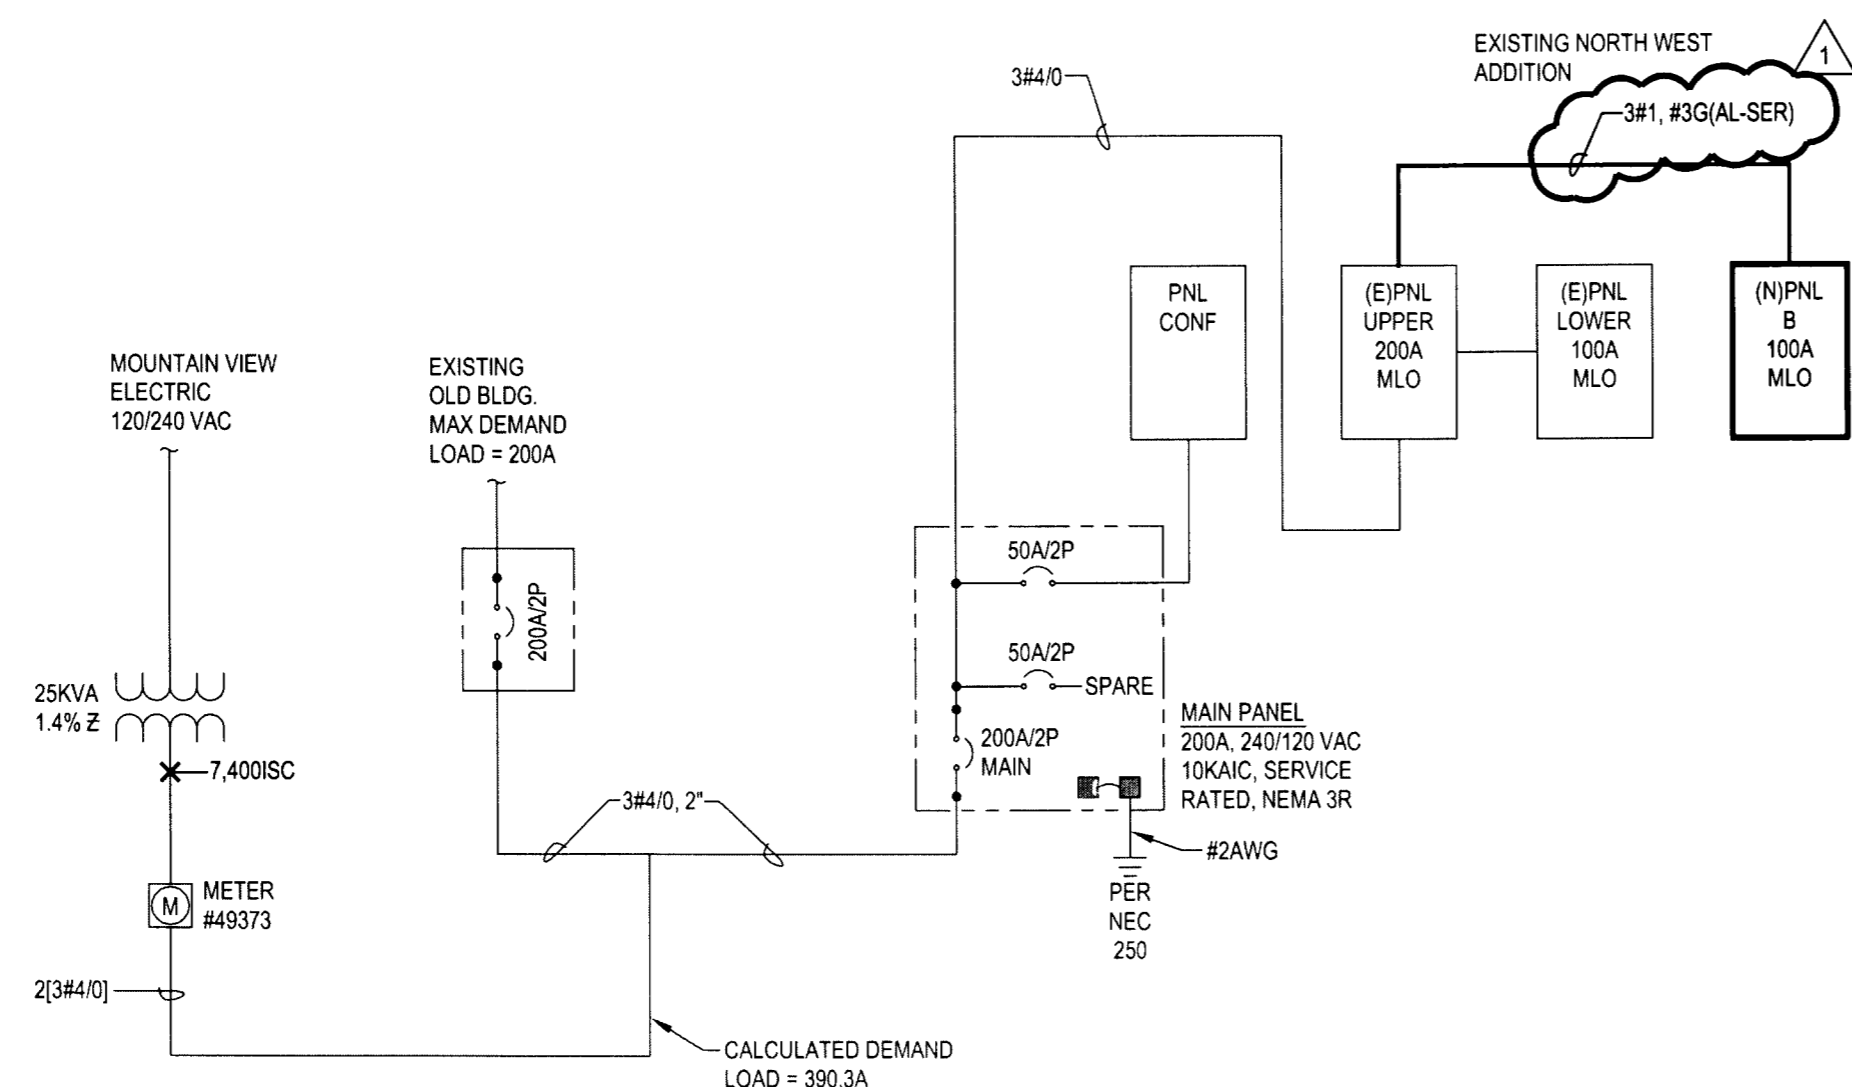 EXISTING NORTH WEST
ADDITION
1
3#4/0
3#1, #3G(AL-SER)
PNL
CONF
(E)PNL
UPPER
200A
MLO
(E)PNL
LOWER
100A
MLO
(N)PNL
B
100A
MLO
MOUNTAIN VIEW
ELECTRIC
120/240 VAC
EXISTING
OLD BLDG.
MAX DEMAND
LOAD = 200A
200A/2P
50A/2P
50A/2P
SPARE
200A/2P
MAIN
MAIN PANEL
200A, 240/120 VAC
10KAIC, SERVICE
RATED, NEMA 3R
25KVA
1.4% Z
7,400ISC
3#4/0, 2"
#2AWG
PER
NEC
250
M
METER
#49373
2[3#4/0]
CALCULATED DEMAND
LOAD = 390.3A